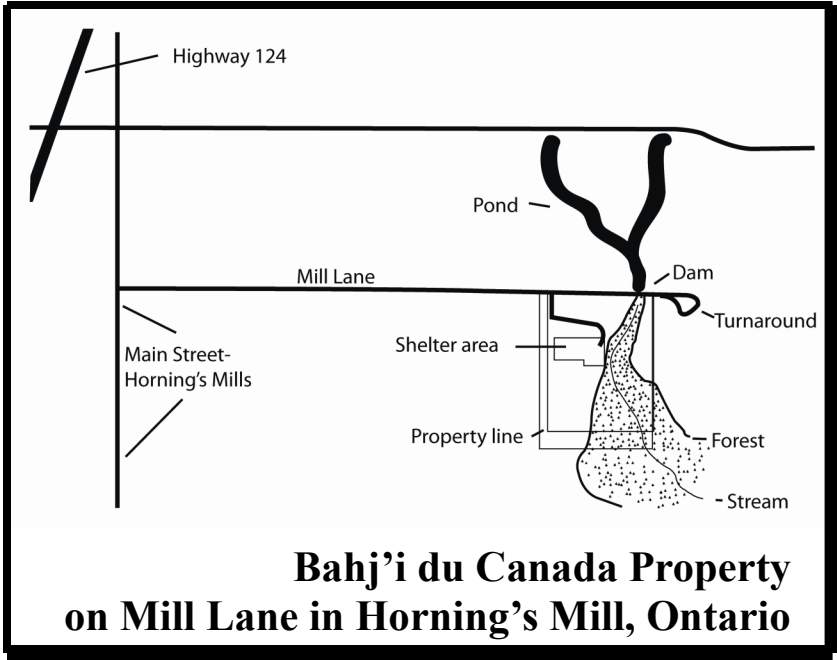 Highway 124
Pond
Mill Lane
Dam
Turnaround
Main Street-
Horning's Mills
Shelter area
Property line
Forest
Stream
Bahj’i du Canada Property
on Mill Lane in Horning’s Mill, Ontario